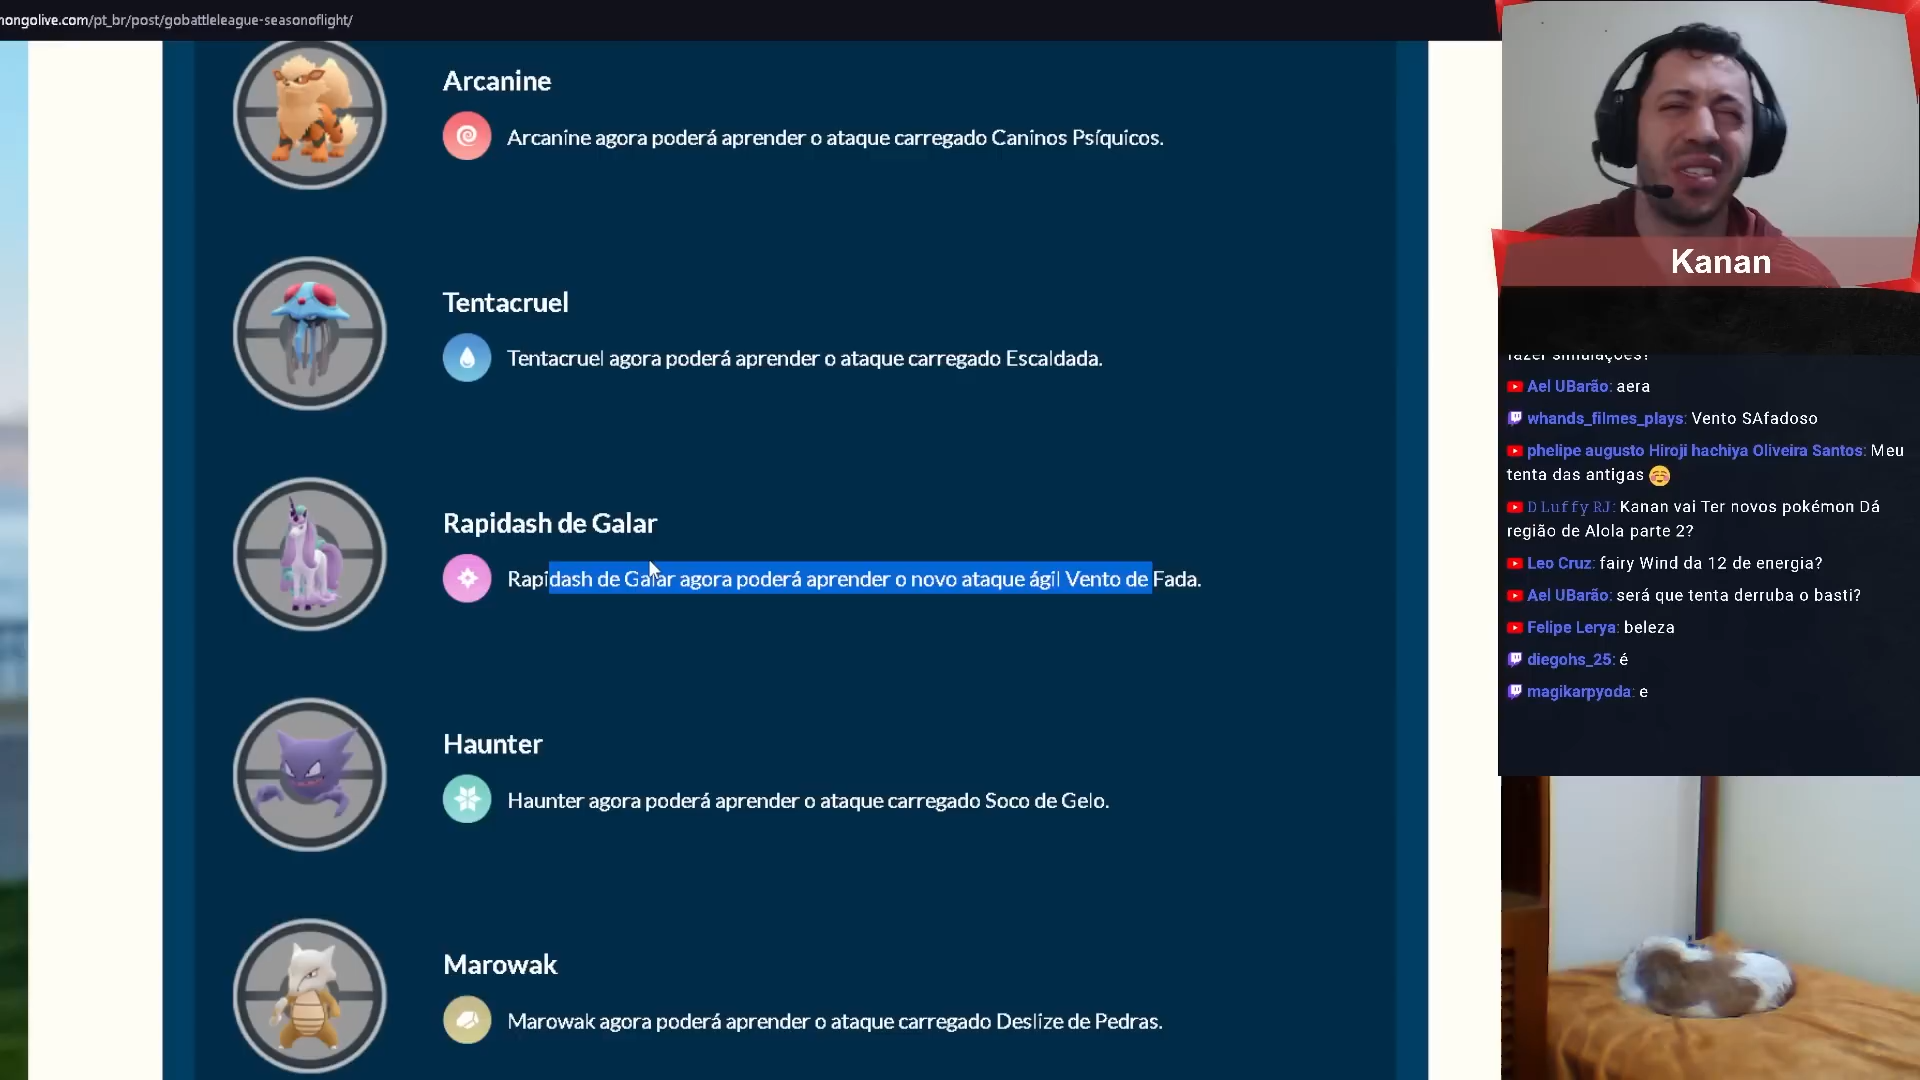 nongolive.com/pt_br/post/gobattleleague-seasonoflight/
Arcanine
Arcanine agora poderá aprender o ataque carregado Caninos Psíquicos.
Tentacruel
Tentacruel agora poderá aprender o ataque carregado Escaldada.
Rapidash de Galar
Rapidash de Galar agora poderá aprender o novo ataque ágil Vento de Fada.
Haunter
Haunter agora poderá aprender o ataque carregado Soco de Gelo.
Marowak
Marowak agora poderá aprender o ataque carregado Deslize de Pedras.
Kanan
fazer simulações?
Ael UBarão: aera
whands_filmes_plays: Vento SAfadoso
phelipe augusto Hiroji hachiya Oliveira Santos: Meu
tenta das antigas
D Luffy RJ: Kanan vai Ter novos pokémon Dá
região de Alola parte 2?
Leo Cruz: fairy Wind da 12 de energia?
Ael UBarão: será que tenta derruba o basti?
Felipe Lerya: beleza
diegohs_25: é
magikarpyoda: e